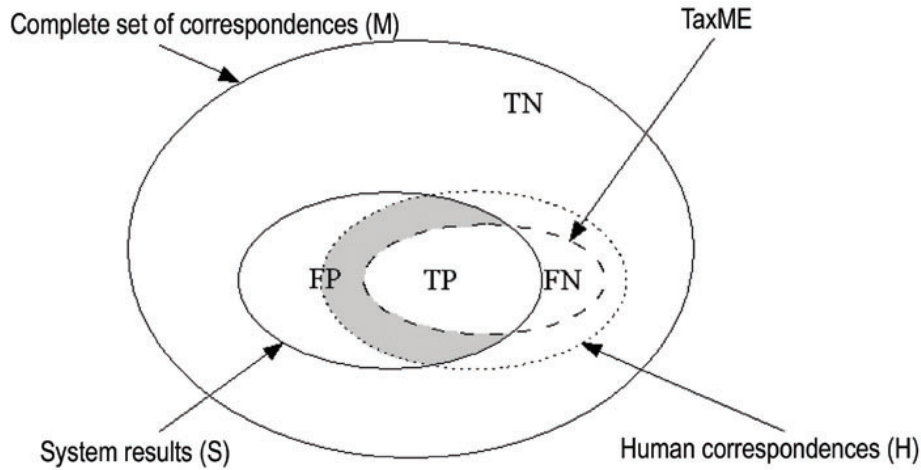 Complete set of correspondences (M)
TaxME
TN
FP
TP
FN
System results (S)
Human correspondences (H)